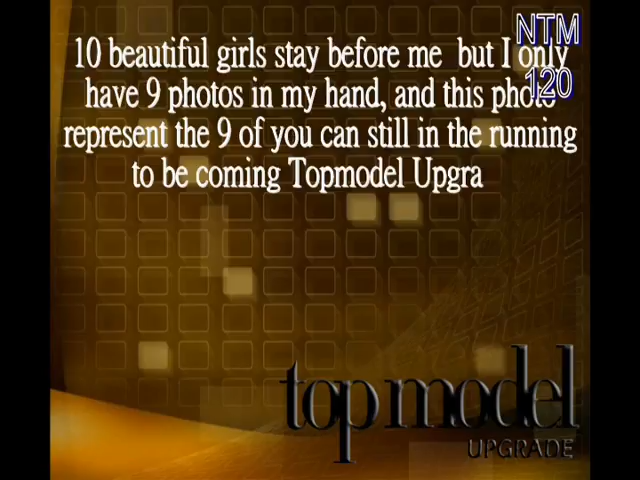 NTM
120
10 beautiful girls stay before me but I only
have 9 photos in my hand, and this photo
represent the 9 of you can still in the running
to be coming Topmodel Upgra
top model
UPGRADE